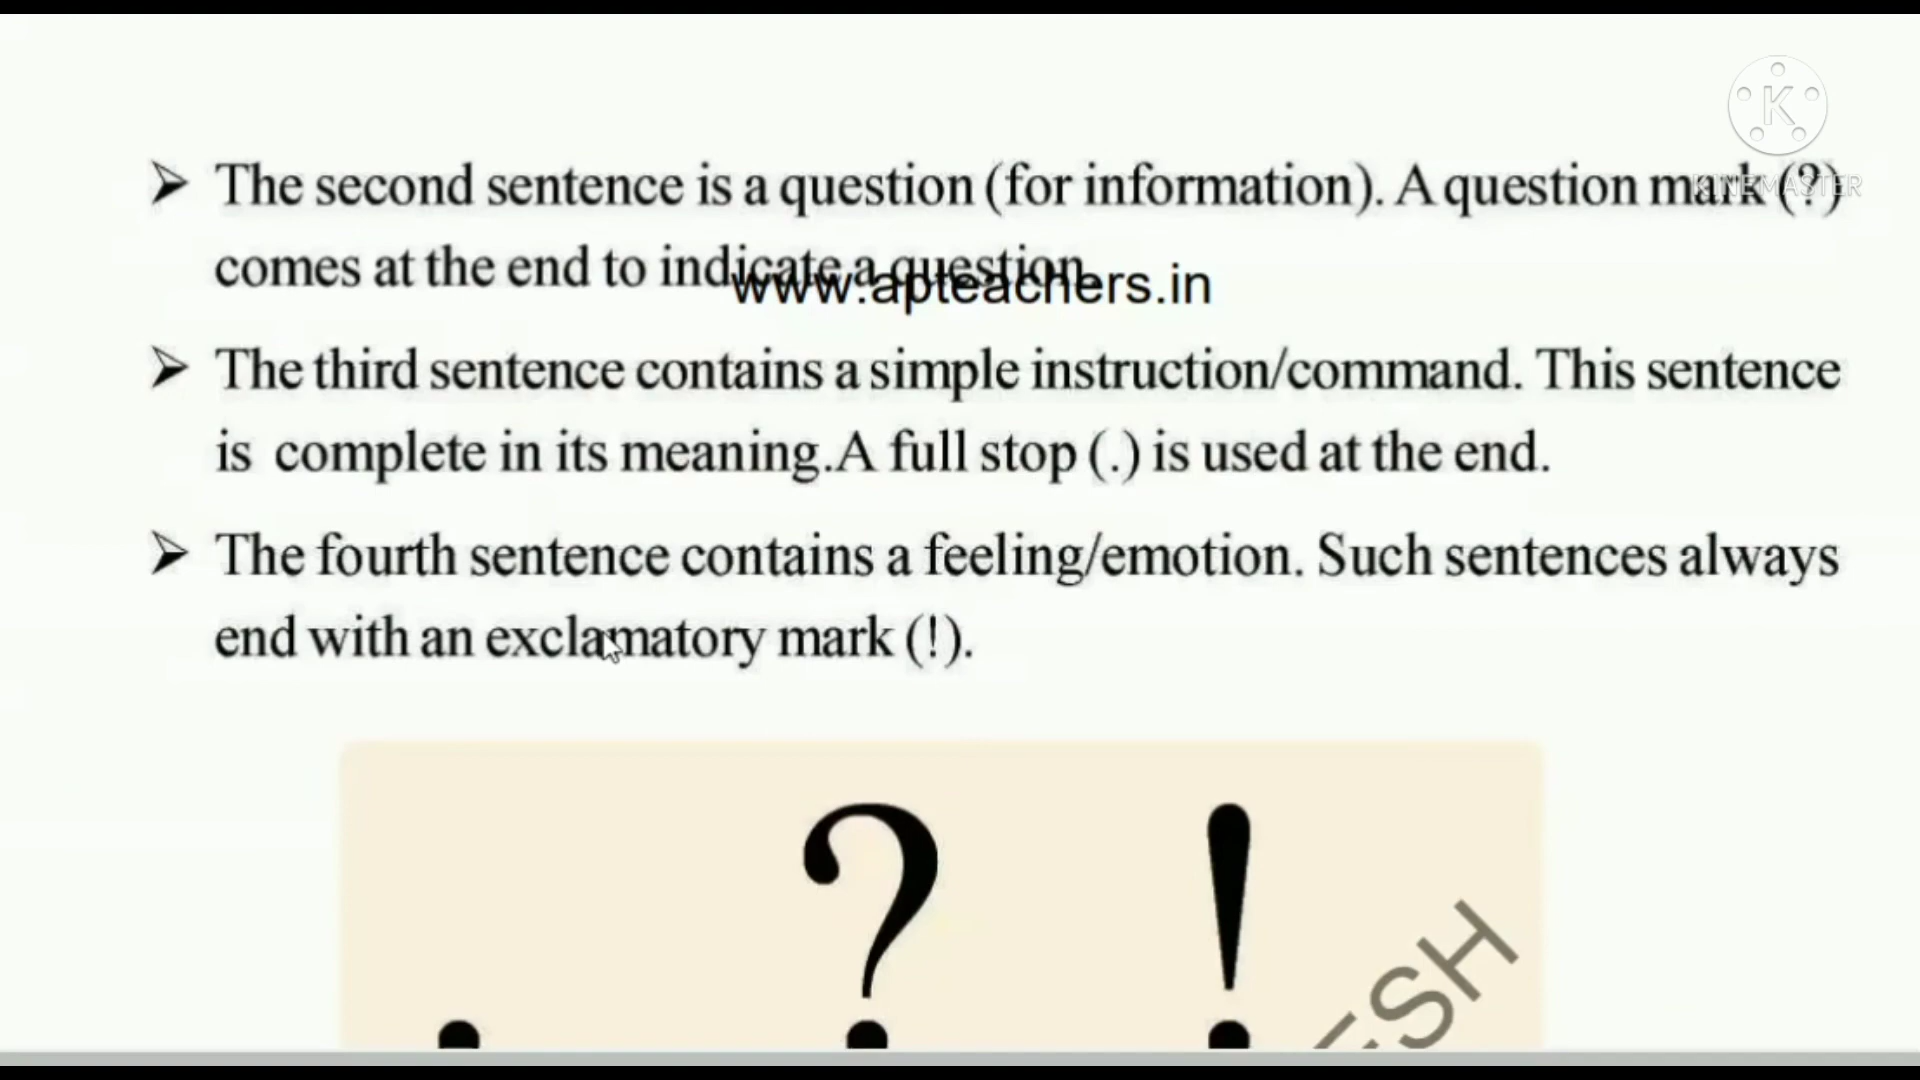 K
KINEMASTER
➢ The second sentence is a question (for information). A question mark (?)
comes at the end to indicate a question.
www.apteachers.in
➢ The third sentence contains a simple instruction/command. This sentence
is complete in its meaning.A full stop (.) is used at the end.
➢ The fourth sentence contains a feeling/emotion. Such sentences always
end with an exclamatory mark (!).
. ? !
ESH